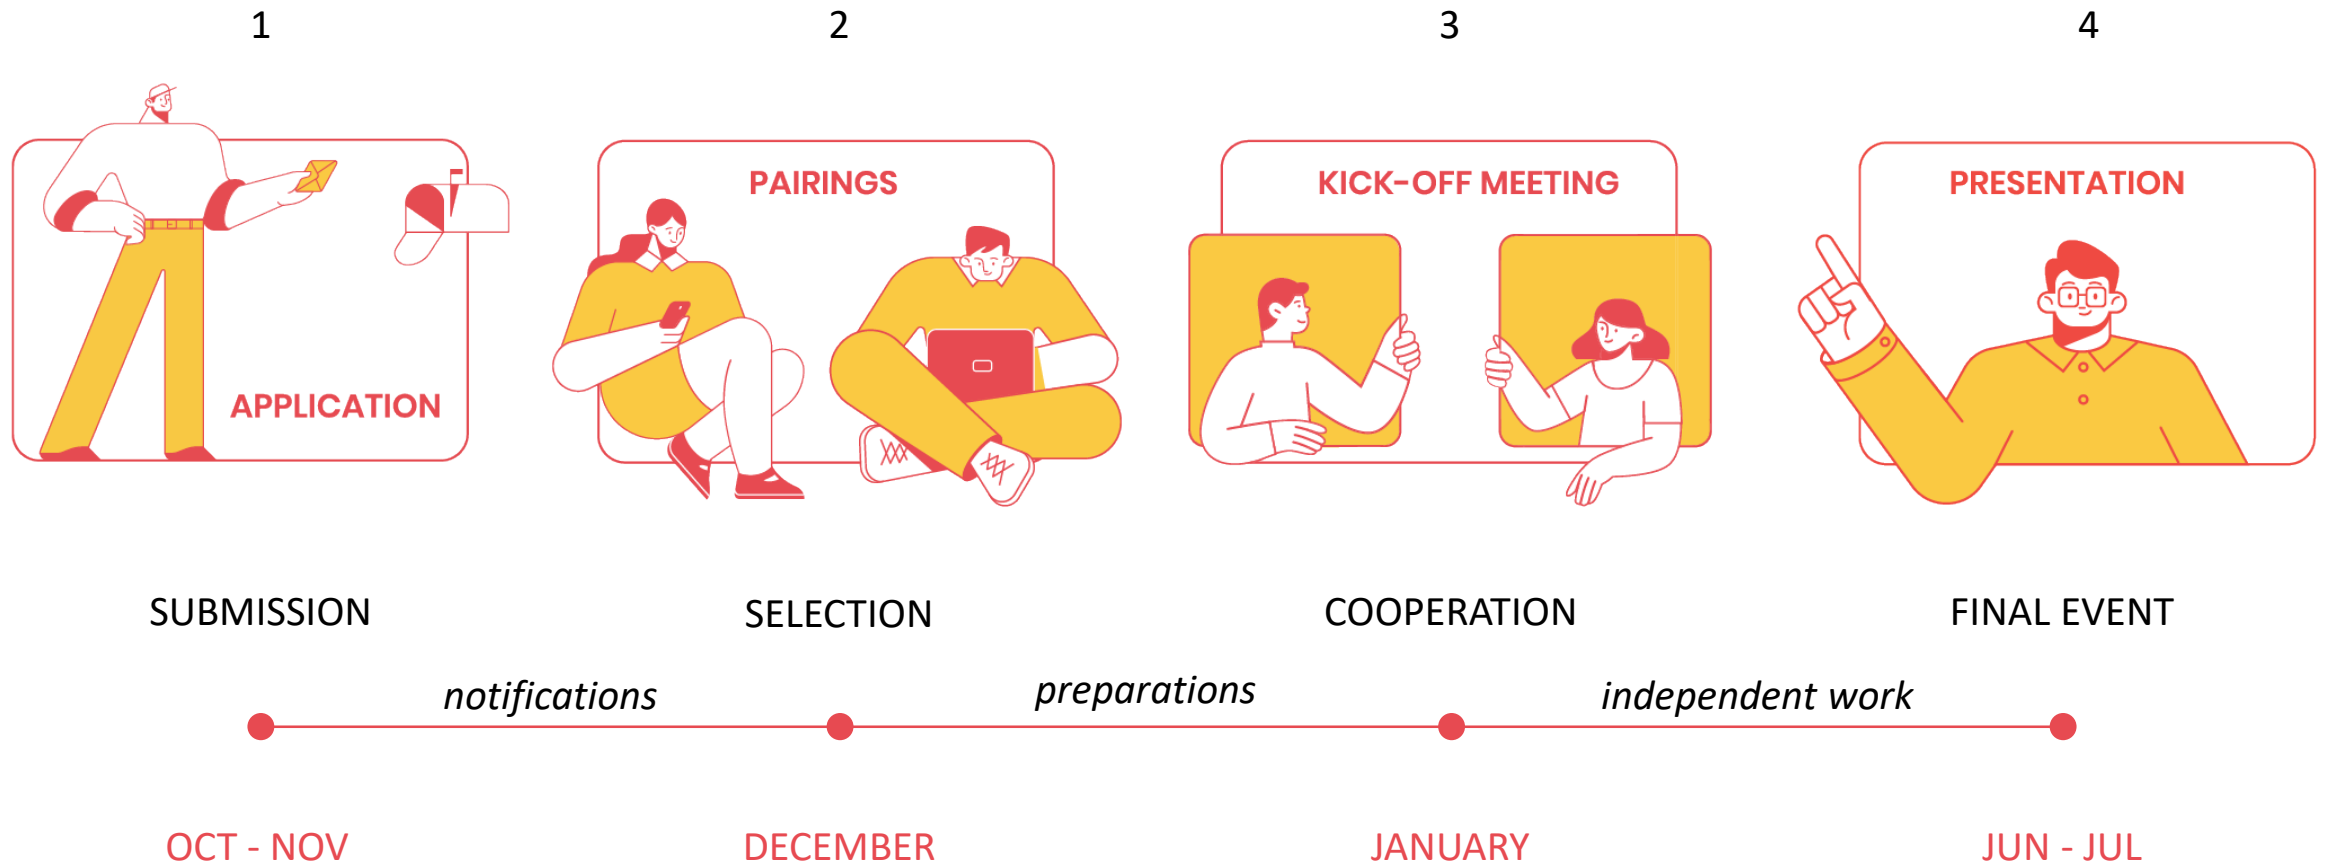 1
2
3
4
APPLICATION
PAIRINGS
KICK-OFF MEETING
PRESENTATION
SUBMISSION
SELECTION
COOPERATION
FINAL EVENT
notifications
preparations
independent work
OCT - NOV
DECEMBER
JANUARY
JUN - JUL